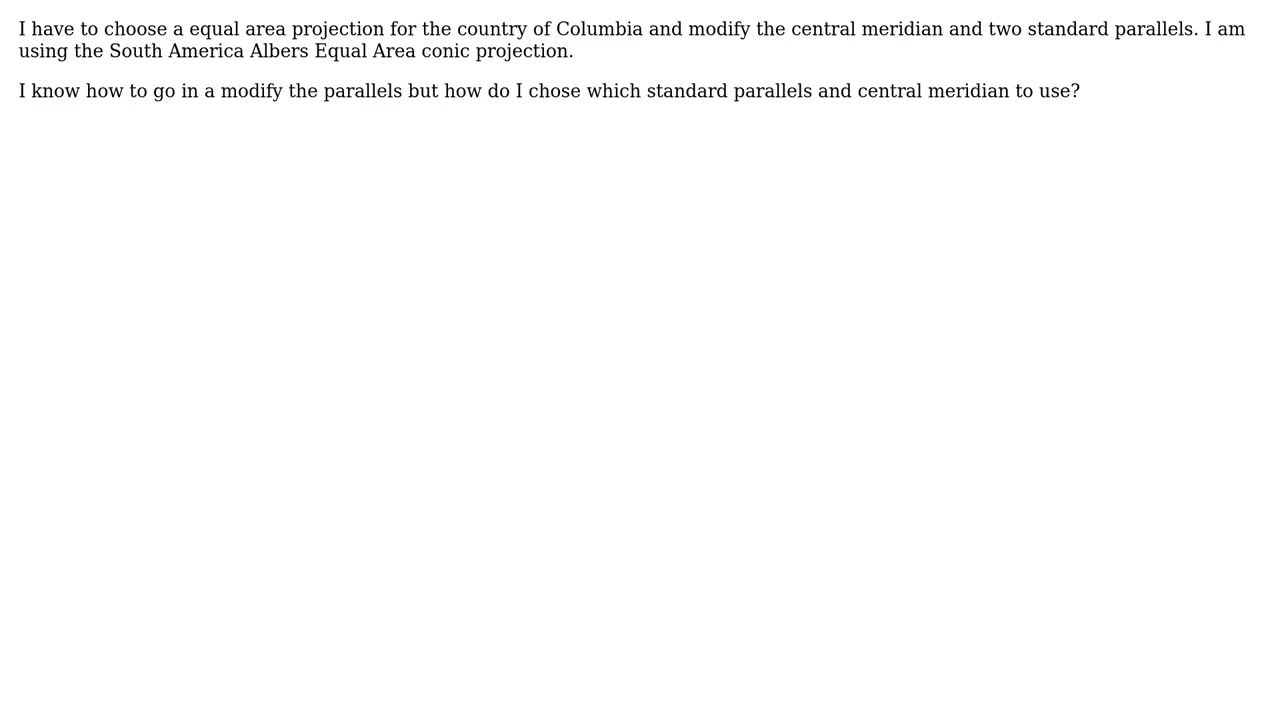 I have to choose a equal area projection for the country of Columbia and modify the central meridian and two standard parallels. I am
using the South America Albers Equal Area conic projection.
I know how to go in a modify the parallels but how do I chose which standard parallels and central meridian to use?